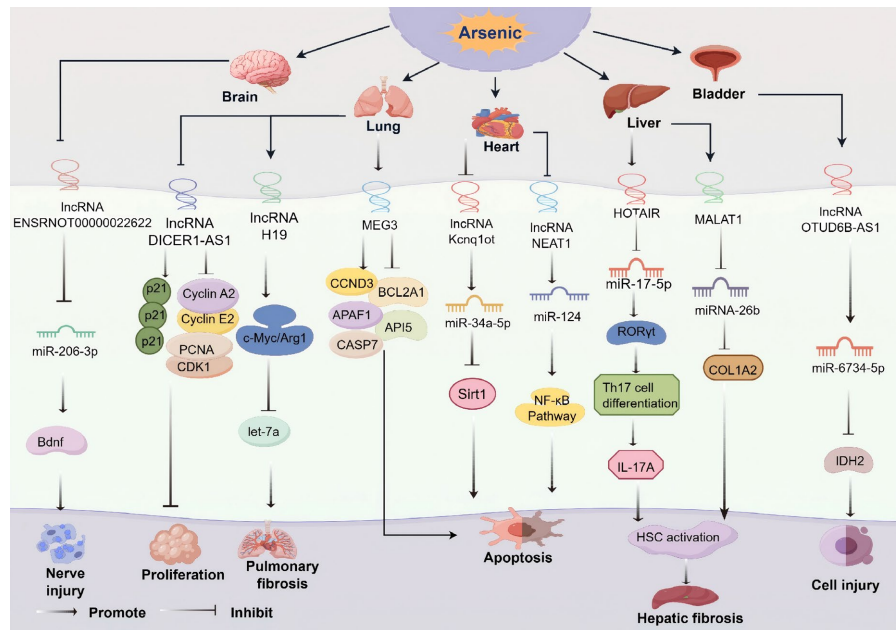 Arsenic
Brain
Lung
Heart
Liver
Bladder
lncRNA
ENSRNOT00000022622
lncRNA
DICER1-AS1
lncRNA
H19
MEG3
lncRNA
Kcnq1ot
lncRNA
NEAT1
HOTAIR
MALAT1
lncRNA
OTUD6B-AS1
p21
p21
p21
Cyclin A2
Cyclin E2
PCNA
CDK1
c-Myc/Arg1
CCND3
BCL2A1
APAF1
API5
CASP7
miR-34a-5p
miR-124
miR-17-5p
miRNA-26b
miR-206-3p
RORγt
COL1A2
miR-6734-5p
Sirt1
NF-κB
Pathway
Th17 cell
differentiation
Bdnf
let-7a
IL-17A
IDH2
HSC activation
Nerve
injury
Proliferation
Pulmonary
fibrosis
Apoptosis
Hepatic fibrosis
Cell injury
Promote
Inhibit